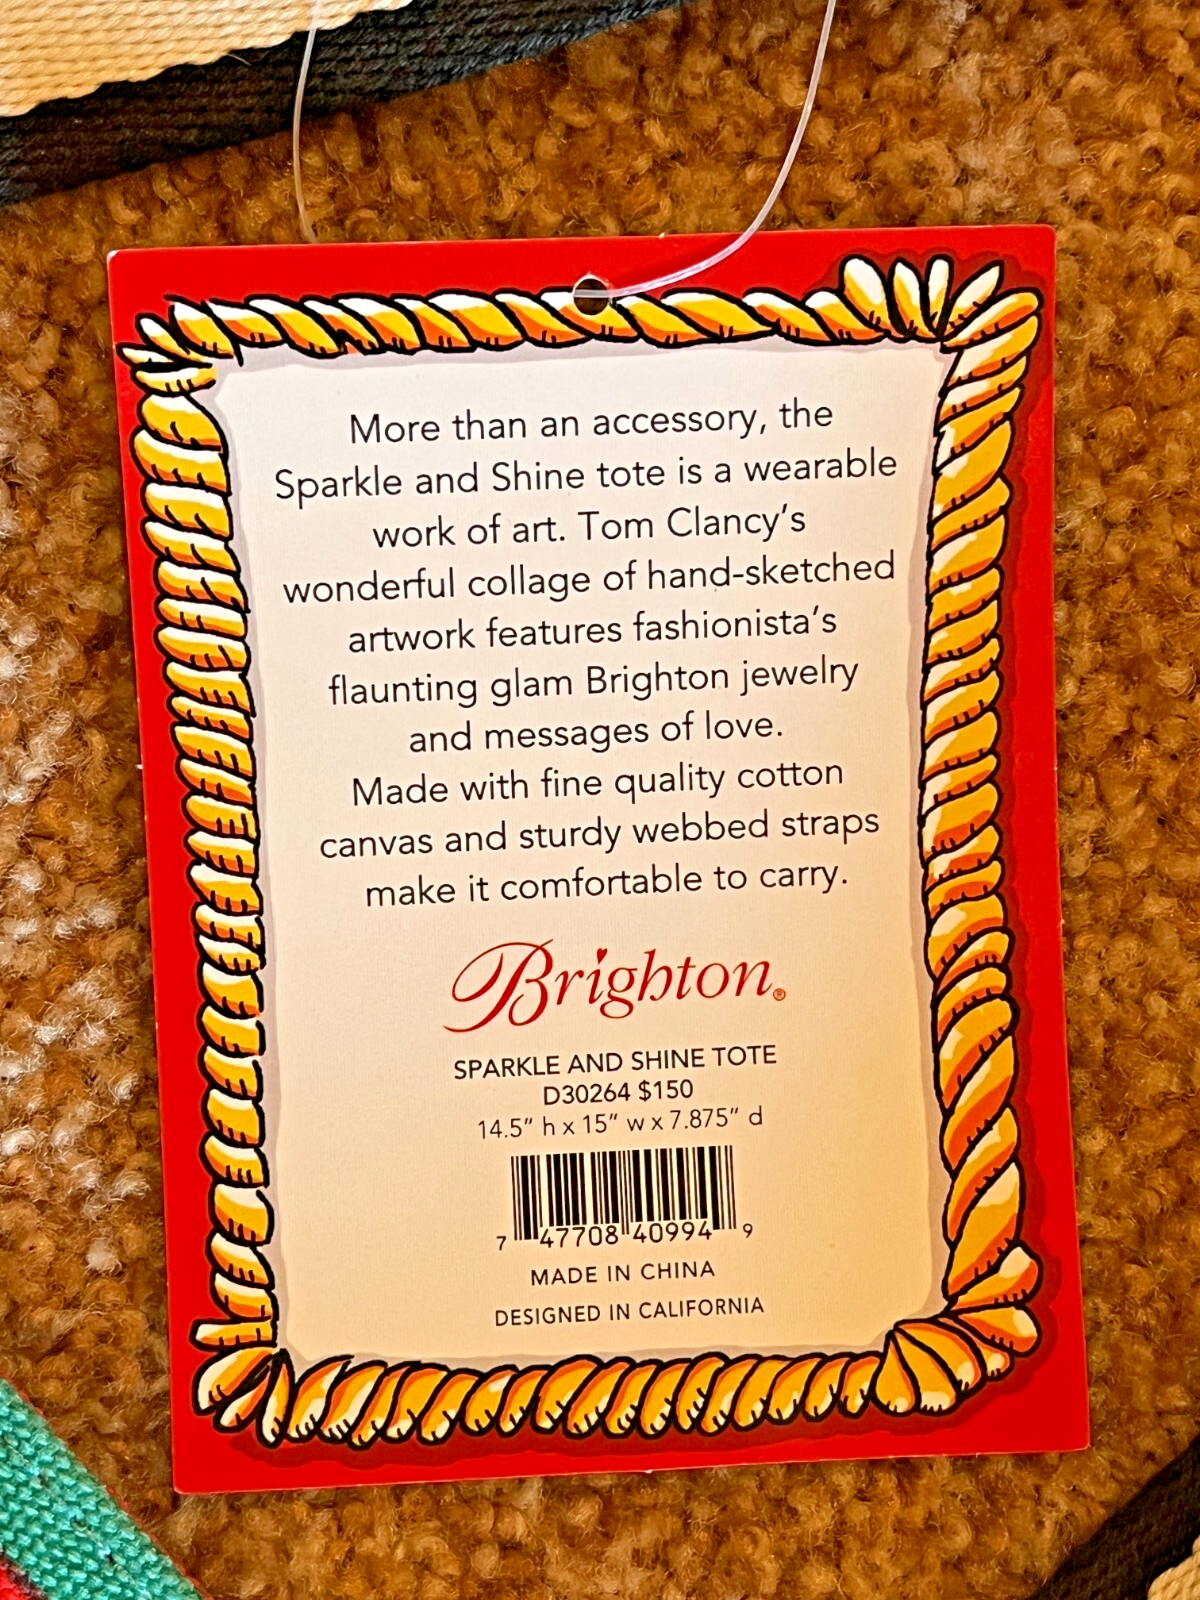 More than an accessory, the
Sparkle and Shine tote is a wearable
work of art. Tom Clancy's
wonderful collage of hand-sketched
artwork features fashionista's
flaunting glam Brighton jewelry
and messages of love.
Made with fine quality cotton
canvas and sturdy webbed straps
make it comfortable to carry.
Brighton®
SPARKLE AND SHINE TOTE
D30264 $150
14.5" h x 15" w x 7.875" d
7 47708 40994 9
MADE IN CHINA
DESIGNED IN CALIFORNIA